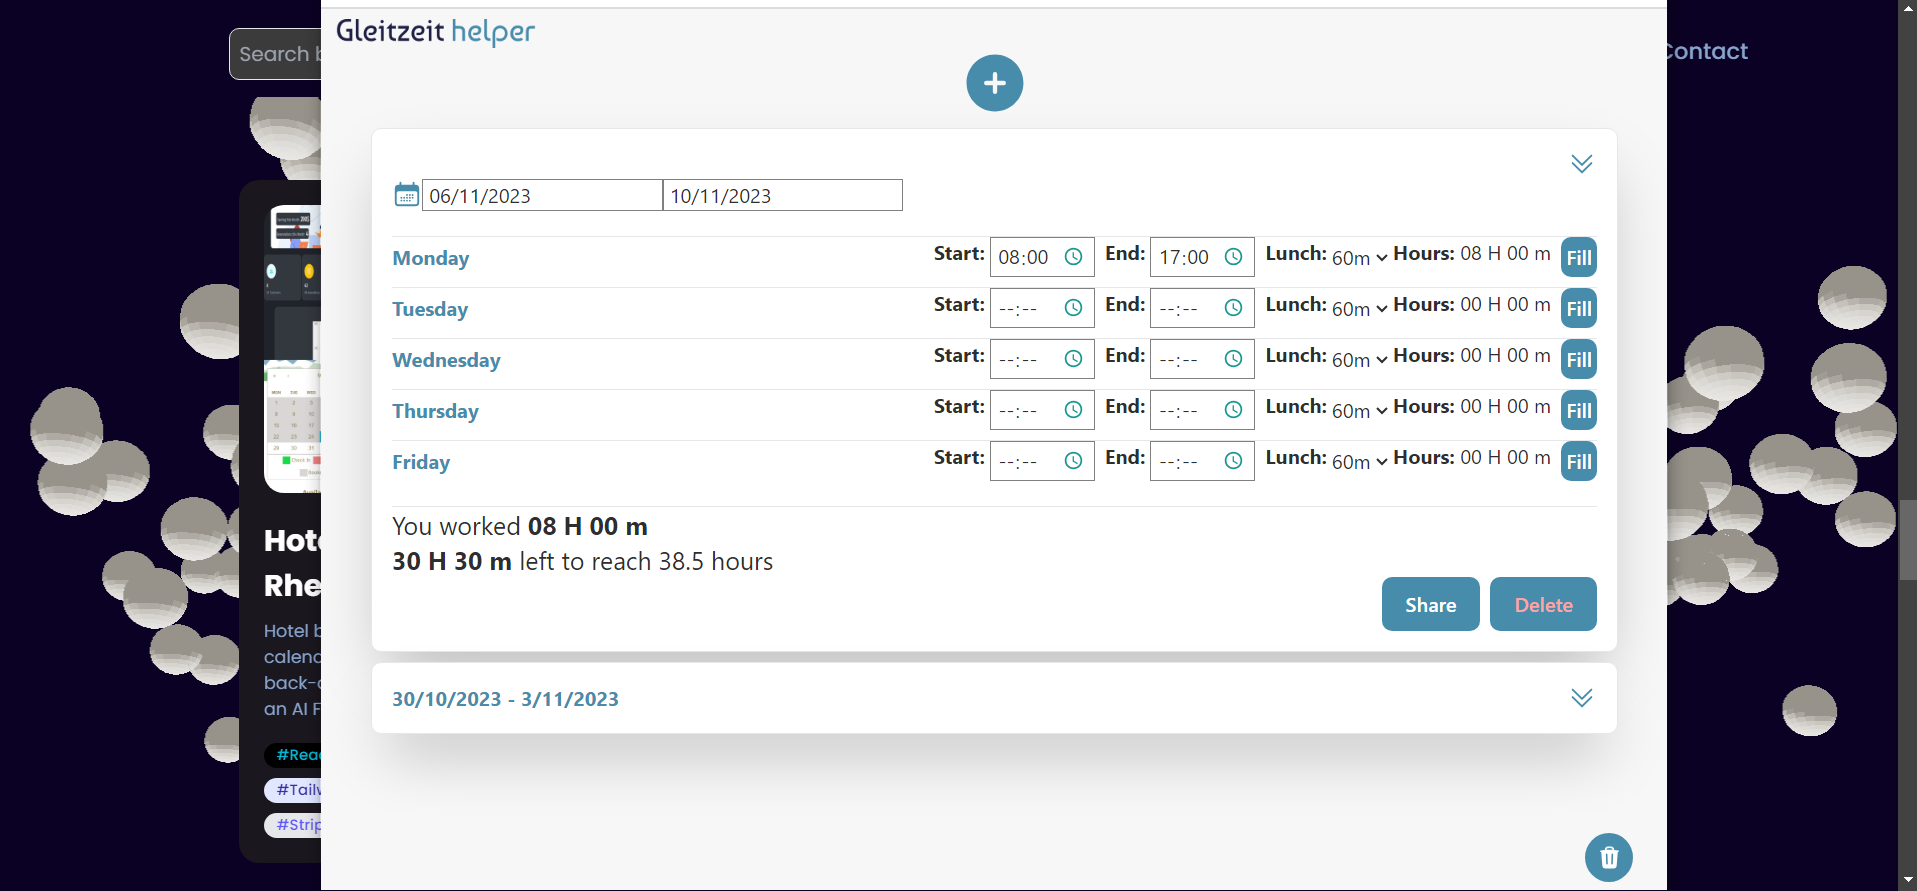 Gleitzeit helper
Search
Contact
06/11/2023 10/11/2023
Monday Start: 08:00 End: 17:00 Lunch: 60m Hours: 08 H 00 m Fill
Tuesday Start: --:-- End: --:-- Lunch: 60m Hours: 00 H 00 m Fill
Wednesday Start: --:-- End: --:-- Lunch: 60m Hours: 00 H 00 m Fill
Thursday Start: --:-- End: --:-- Lunch: 60m Hours: 00 H 00 m Fill
Friday Start: --:-- End: --:-- Lunch: 60m Hours: 00 H 00 m Fill
You worked 08 H 00 m
30 H 30 m left to reach 38.5 hours
Share Delete
30/10/2023 - 3/11/2023
Hot
Rhe
Hotel b
calend
back-
an AI F
#Reac
#Tailw
#Strip